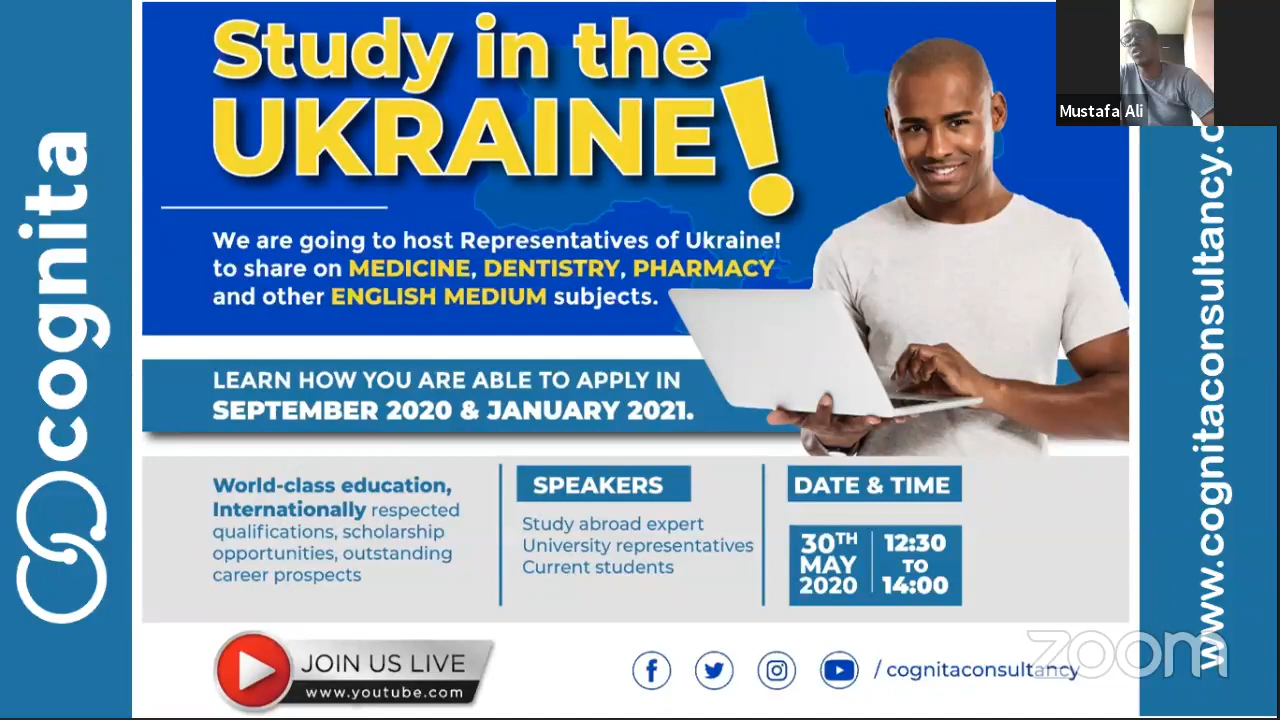 cognita
Study in the
UKRAINE!
We are going to host Representatives of Ukraine!
to share on MEDICINE, DENTISTRY, PHARMACY
and other ENGLISH MEDIUM subjects.
LEARN HOW YOU ARE ABLE TO APPLY IN
SEPTEMBER 2020 & JANUARY 2021.
World-class education,
Internationally respected
qualifications, scholarship
opportunities, outstanding
career prospects
SPEAKERS
Study abroad expert
University representatives
Current students
DATE & TIME
30TH
MAY
2020
12:30
TO
14:00
JOIN US LIVE
www.youtube.com
/ cognitaconsultancy
zoom
Mustafa Ali
www.cognitaconsultancy.c